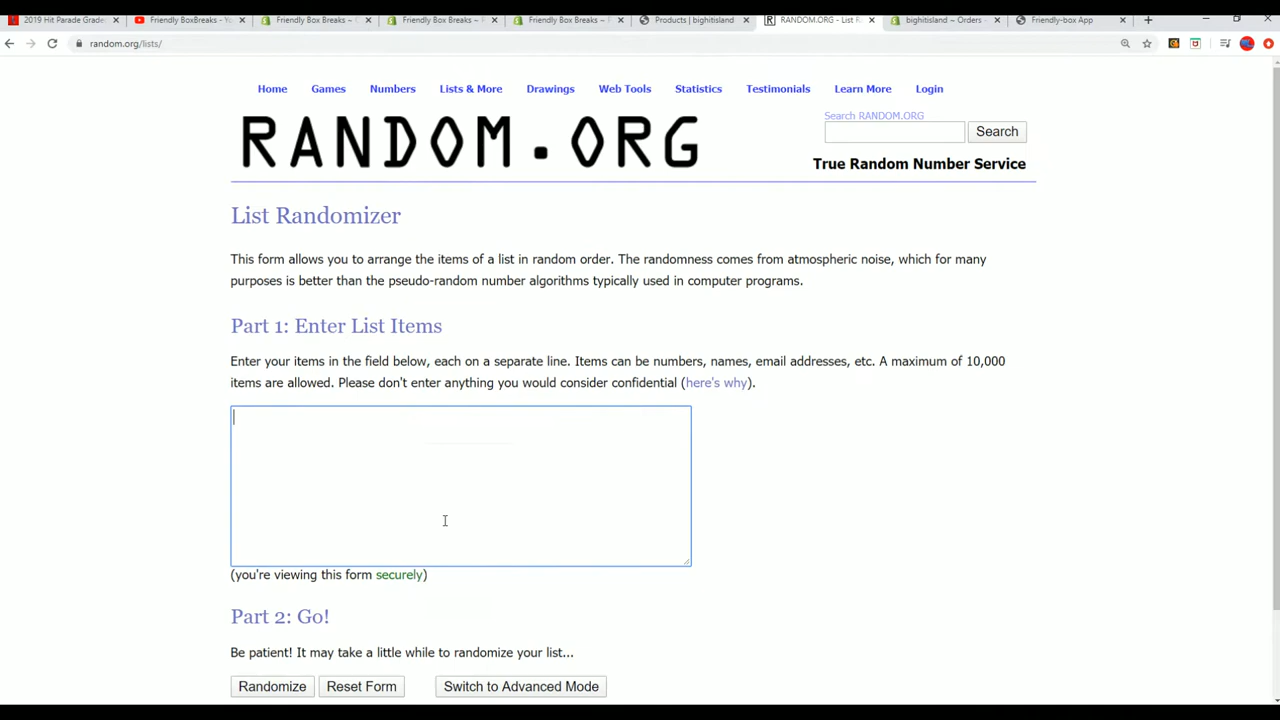 2019 Hit Parade Grade
Friendly BoxBreaks - Yo
Friendly Box Breaks ~ C
Friendly Box Breaks ~ R
Friendly Box Breaks ~ F
Products | bighitisland
RANDOM.ORG - List R
bighitisland ~ Orders ~
Friendly-box App
random.org/lists/
Home Games Numbers Lists & More Drawings Web Tools Statistics Testimonials Learn More Login
Search RANDOM.ORG
RANDOM.ORG
Search
True Random Number Service
List Randomizer
This form allows you to arrange the items of a list in random order. The randomness comes from atmospheric noise, which for many
purposes is better than the pseudo-random number algorithms typically used in computer programs.
Part 1: Enter List Items
Enter your items in the field below, each on a separate line. Items can be numbers, names, email addresses, etc. A maximum of 10,000
items are allowed. Please don't enter anything you would consider confidential (here's why).
(you're viewing this form securely)
Part 2: Go!
Be patient! It may take a little while to randomize your list...
Randomize Reset Form Switch to Advanced Mode